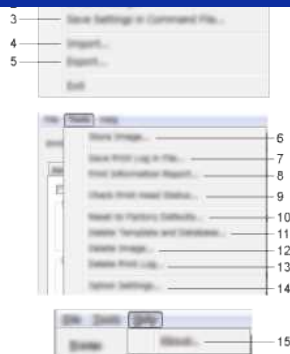 3 Save Settings in Command File...
4 Import...
5 Export...
Exit
File Tools Help
Store Image... 6
Save Print Log in File... 7
Print Information Report... 8
Check Print Head Status... 9
Reset to Factory Defaults... 10
Delete Template and Database... 11
Delete Image... 12
Delete Print Log... 13
Option Settings... 14
File Tools Help
About... 15